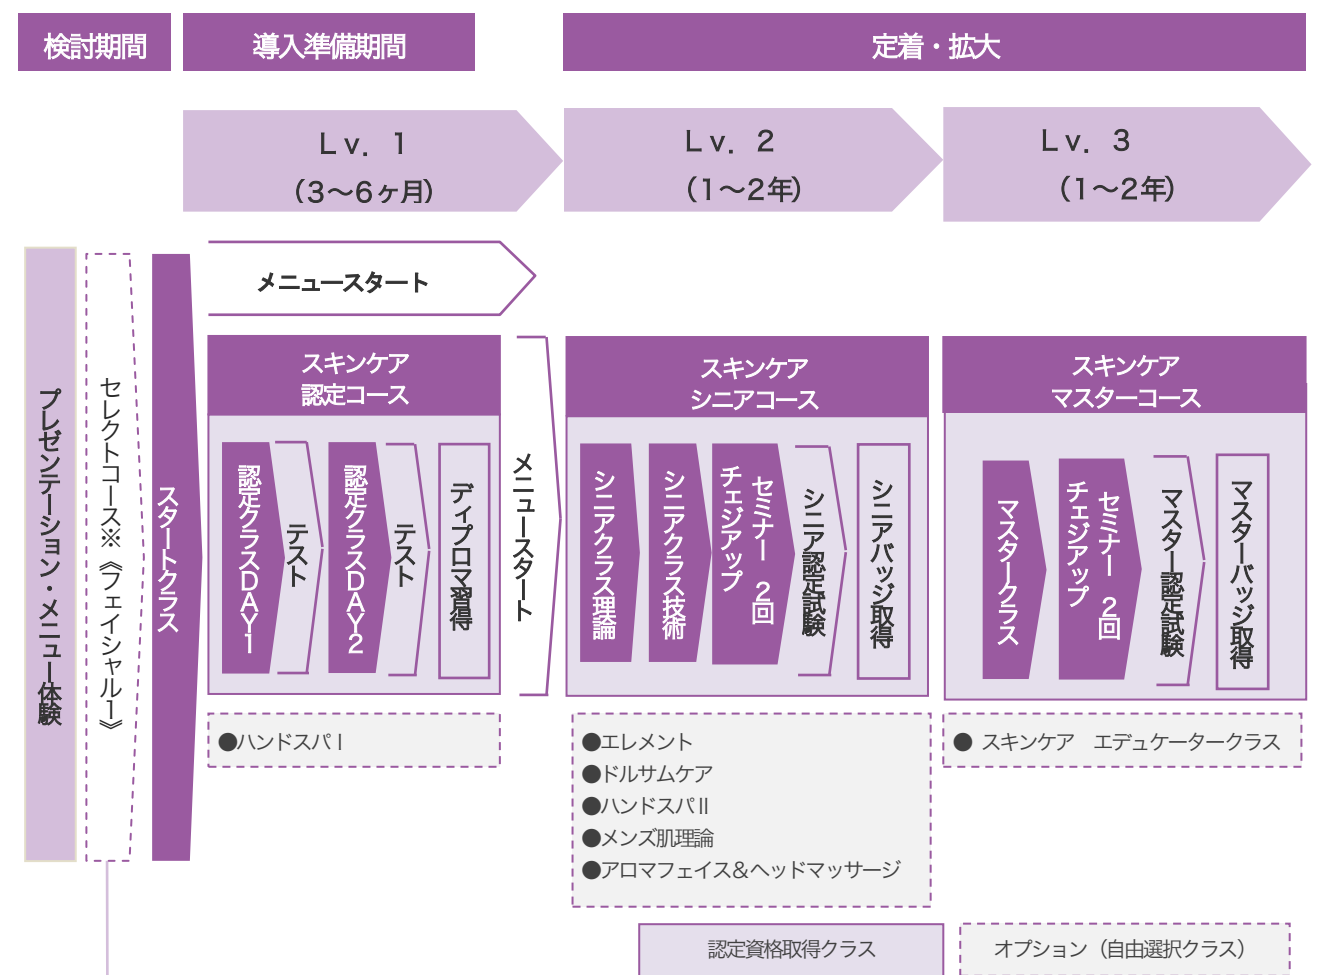 検討期間
導入準備期間
定着・拡大
Ｌｖ．１
（３～６ヶ月）
Ｌｖ．２
（１～２年）
Ｌｖ．３
（１～２年）
メニュースタート
プレゼンテーション・メニュー体験
セレクトコース※《フェイシャル１》
スタートクラス
スキンケア
認定コース
認定クラスＤＡＹ１
テスト
認定クラスＤＡＹ２
テスト
ディプロマ習得
メニュースタート
スキンケア
シニアコース
シニアクラス理論
シニアクラス技術
セミナー　２回
チェジアップ
シニア認定試験
シニアバッジ取得
スキンケア
マスターコース
マスタークラス
セミナー　２回
チェジアップ
マスター認定試験
マスターバッジ取得
●ハンドスパⅠ
●エレメント
●ドルサムケア
●ハンドスパⅡ
●メンズ肌理論
●アロマフェイス＆ヘッドマッサージ
● スキンケア　エデュケータークラス
認定資格取得クラス
オプション（自由選択クラス）